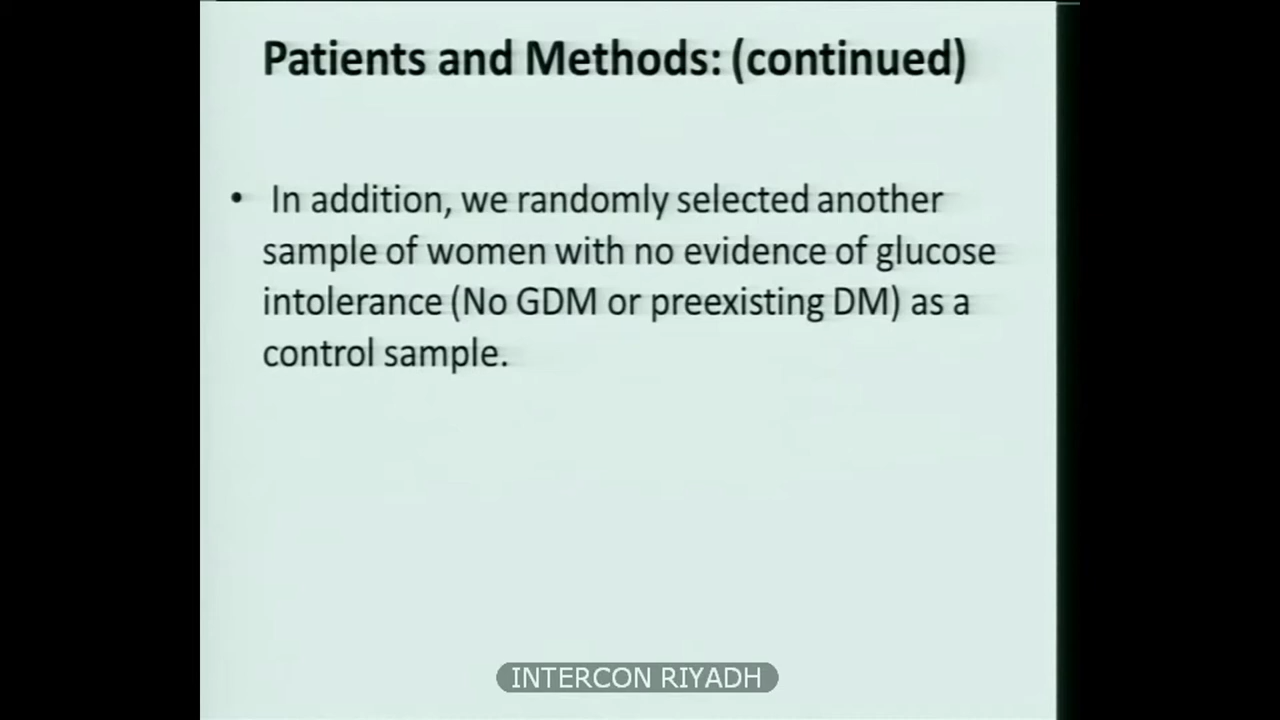 Patients and Methods: (continued)
• In addition, we randomly selected another
sample of women with no evidence of glucose
intolerance (No GDM or preexisting DM) as a
control sample.
INTERCON RIYADH